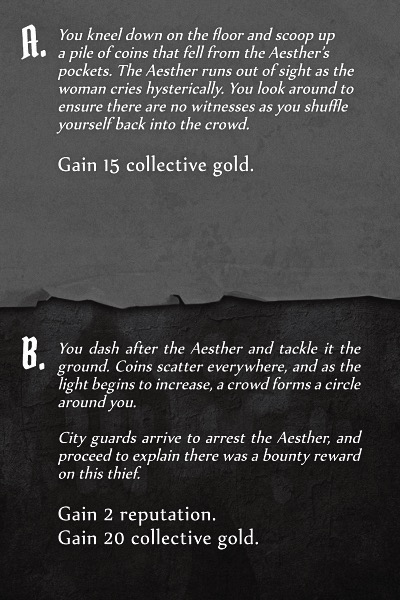 A. You kneel down on the floor and scoop up
a pile of coins that fell from the Aesther's
pockets. The Aesther runs out of sight as the
woman cries hysterically. You look around to
ensure there are no witnesses as you shuffle
yourself back into the crowd.
Gain 15 collective gold.
B. You dash after the Aesther and tackle it the
ground. Coins scatter everywhere, and as the
light begins to increase, a crowd forms a circle
around you.
City guards arrive to arrest the Aesther, and
proceed to explain there was a bounty reward
on this thief.
Gain 2 reputation.
Gain 20 collective gold.